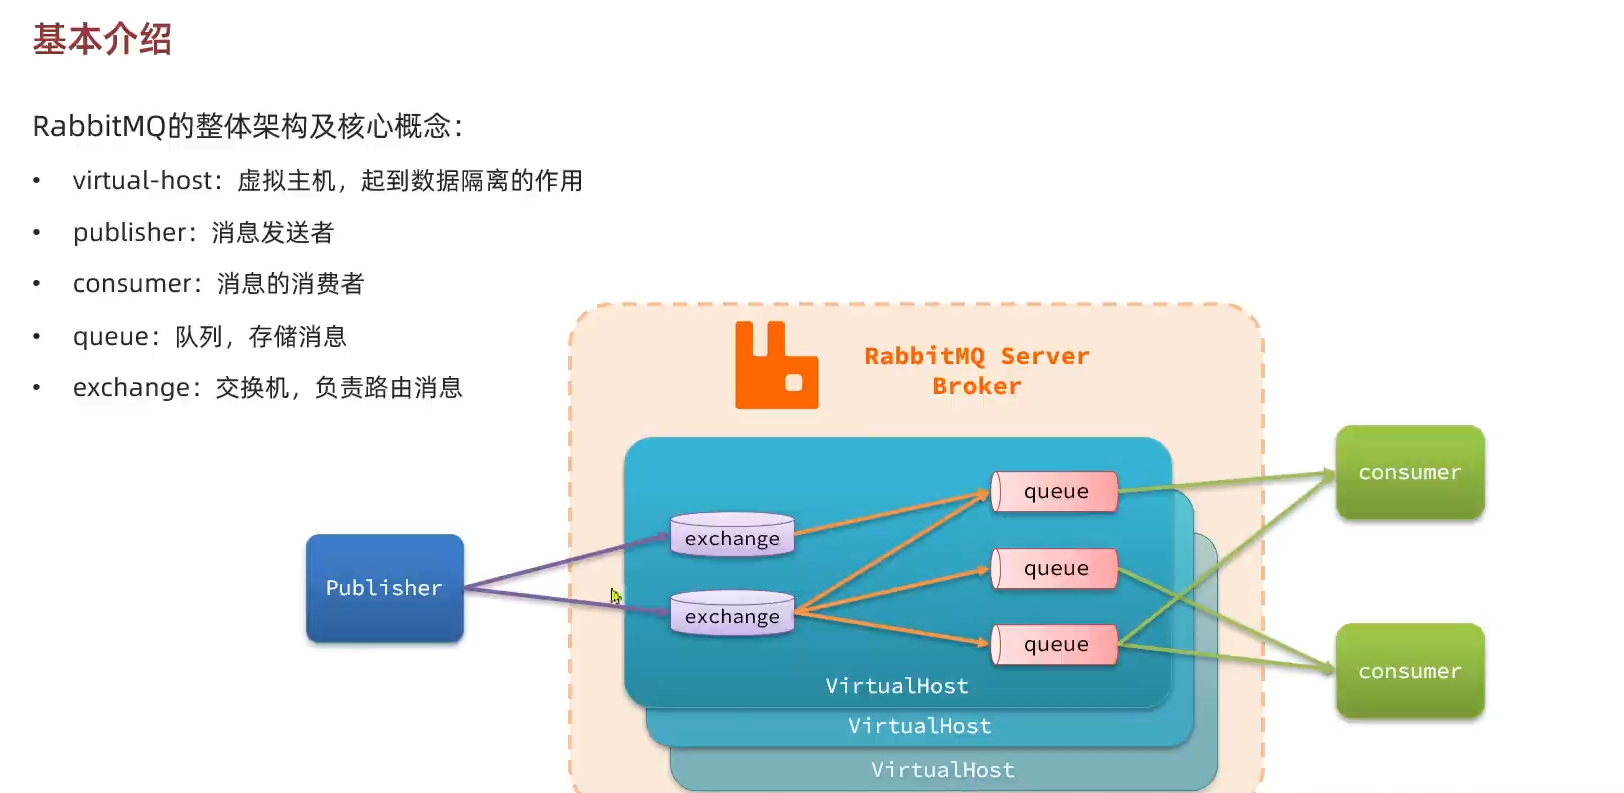 基本介绍
RabbitMQ的整体架构及核心概念：
• virtual-host：虚拟主机，起到数据隔离的作用
• publisher：消息发送者
• consumer：消息的消费者
• queue：队列，存储消息
• exchange：交换机，负责路由消息
RabbitMQ Server
Broker
Publisher
exchange
exchange
queue
queue
queue
VirtualHost
VirtualHost
VirtualHost
consumer
consumer